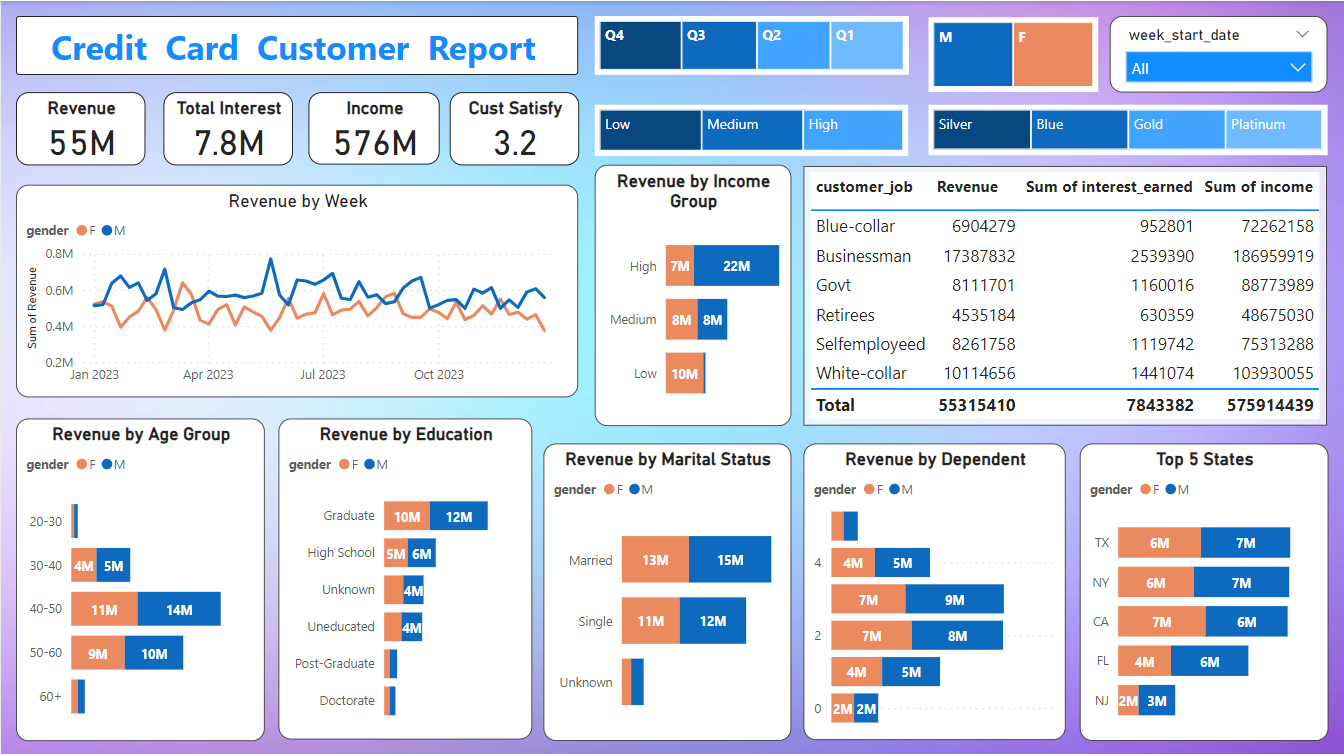 Credit Card Customer Report
Q4 Q3 Q2 Q1
M F
week_start_date
All
Revenue
55M
Total Interest
7.8M
Income
576M
Cust Satisfy
3.2
Low Medium High
Silver Blue Gold Platinum
Revenue by Week
gender F M
Sum of Revenue
0.8M
0.6M
0.4M
0.2M
Jan 2023 Apr 2023 Jul 2023 Oct 2023
Revenue by Income
Group
High 7M 22M
Medium 8M 8M
Low 10M
customer_job Revenue Sum of interest_earned Sum of income
Blue-collar 6904279 952801 72262158
Businessman 17387832 2539390 186959919
Govt 8111701 1160016 88773989
Retirees 4535184 630359 48675030
Selfemployeed 8261758 1119742 75313288
White-collar 10114656 1441074 103930055
Total 55315410 7843382 575914439
Revenue by Age Group
gender F M
20-30
30-40 4M 5M
40-50 11M 14M
50-60 9M 10M
60+
Revenue by Education
gender F M
Graduate 10M 12M
High School 5M 6M
Unknown 4M
Uneducated 4M
Post-Graduate
Doctorate
Revenue by Marital Status
gender F M
Married 13M 15M
Single 11M 12M
Unknown
Revenue by Dependent
gender F M
4 4M 5M
7M 9M
2 7M 8M
4M 5M
0 2M 2M
Top 5 States
gender F M
TX 6M 7M
NY 6M 7M
CA 7M 6M
FL 4M 6M
NJ 2M 3M